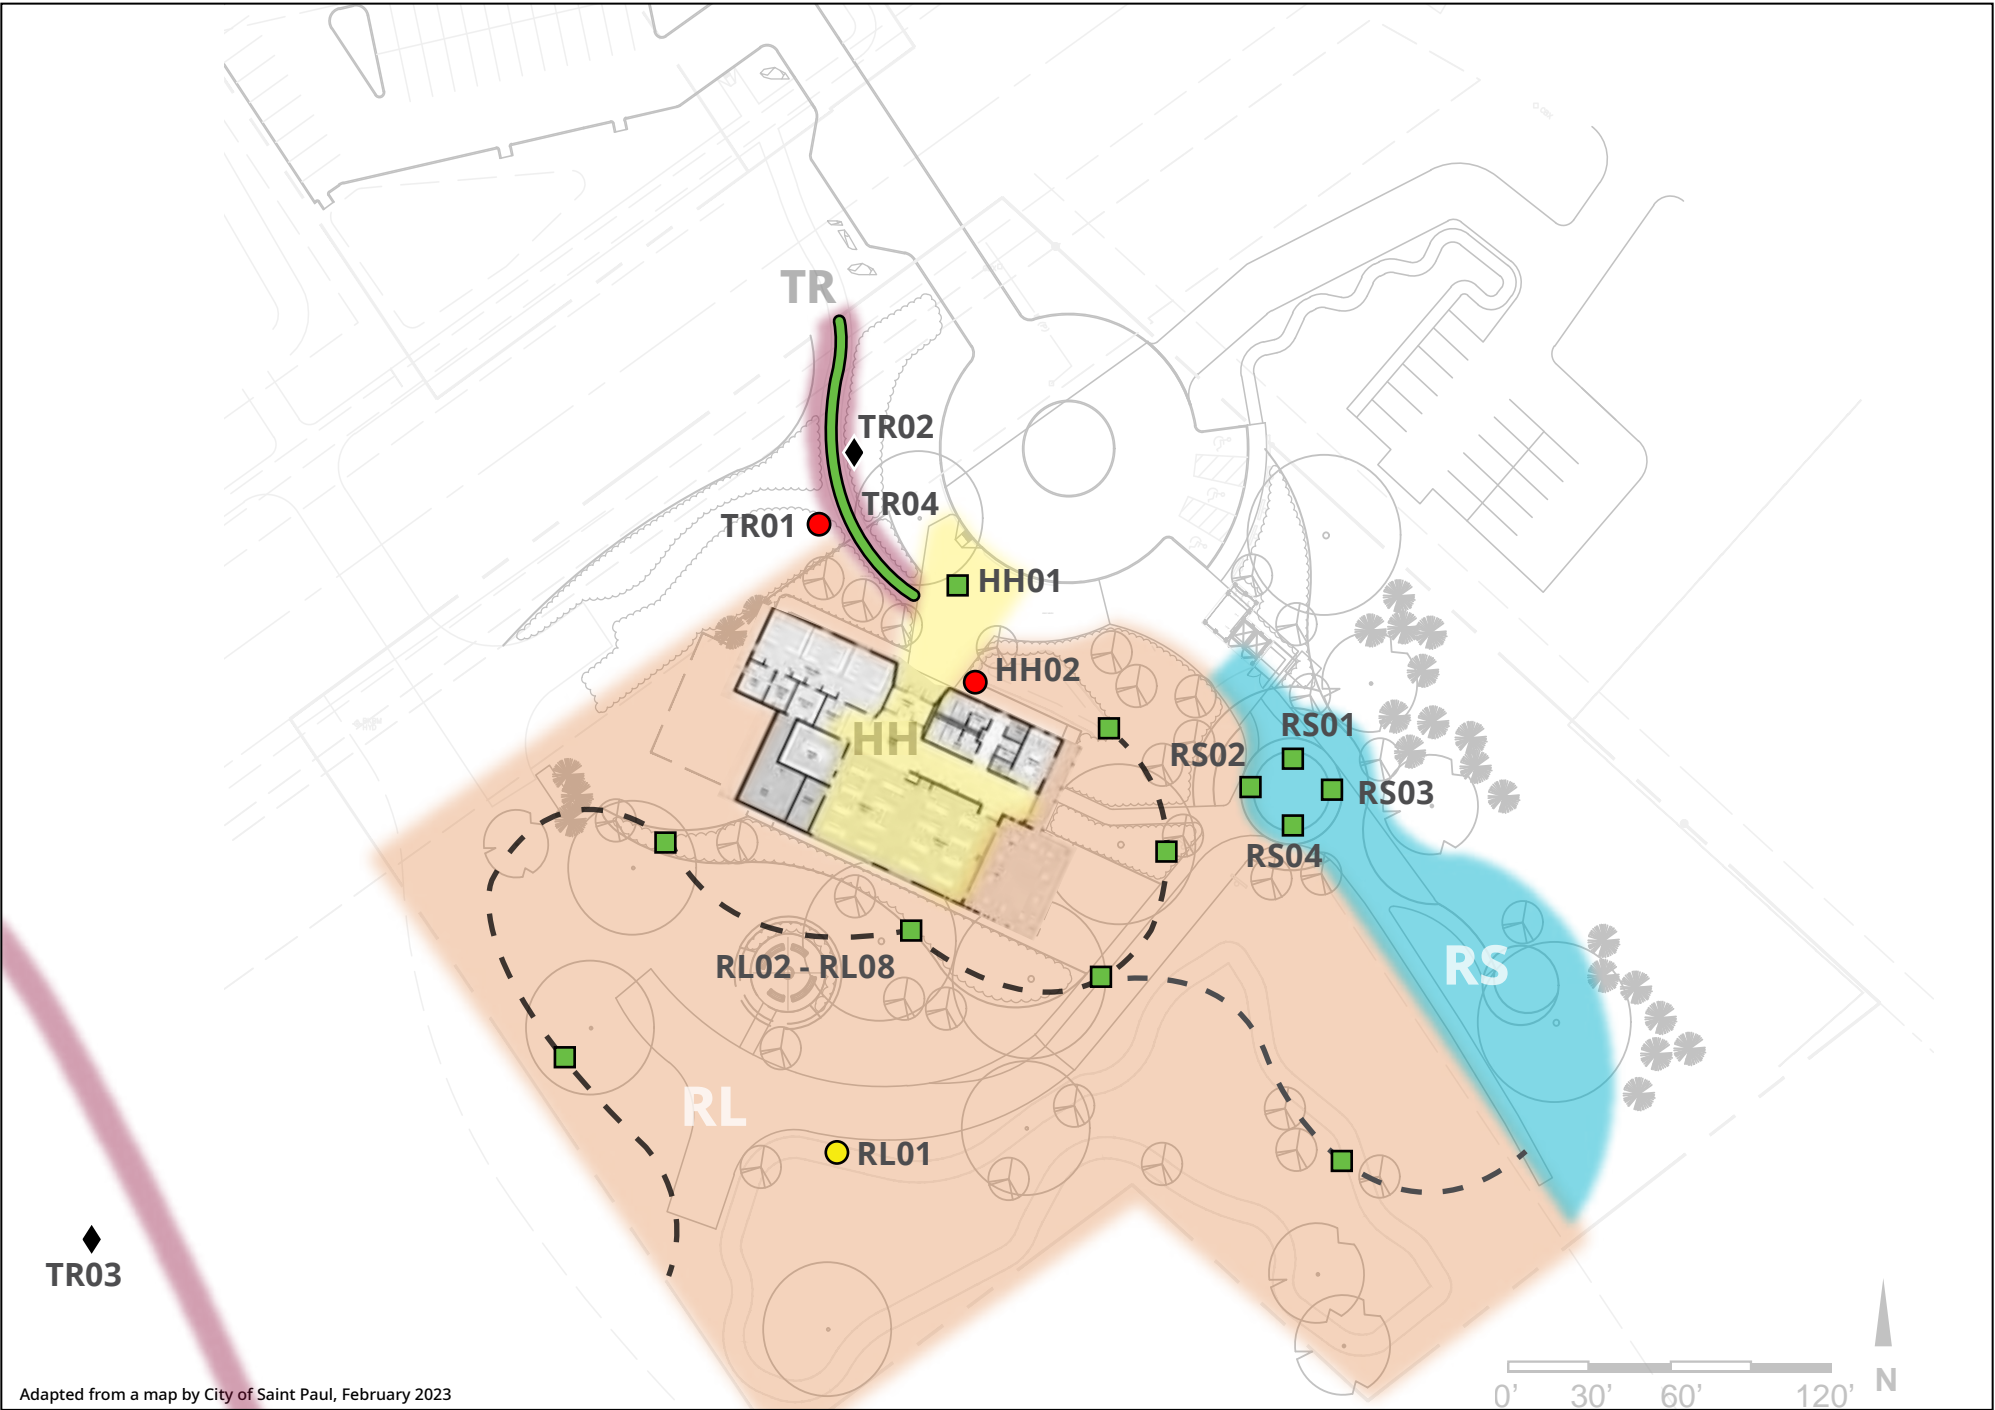 TR
TR02
TR04
TR01
HH01
HH02
HH
RS01
RS02
RS03
RS04
RL02 - RL08
RS
RL
RL01
TR03
0' 30' 60' 120' N
Adapted from a map by City of Saint Paul, February 2023